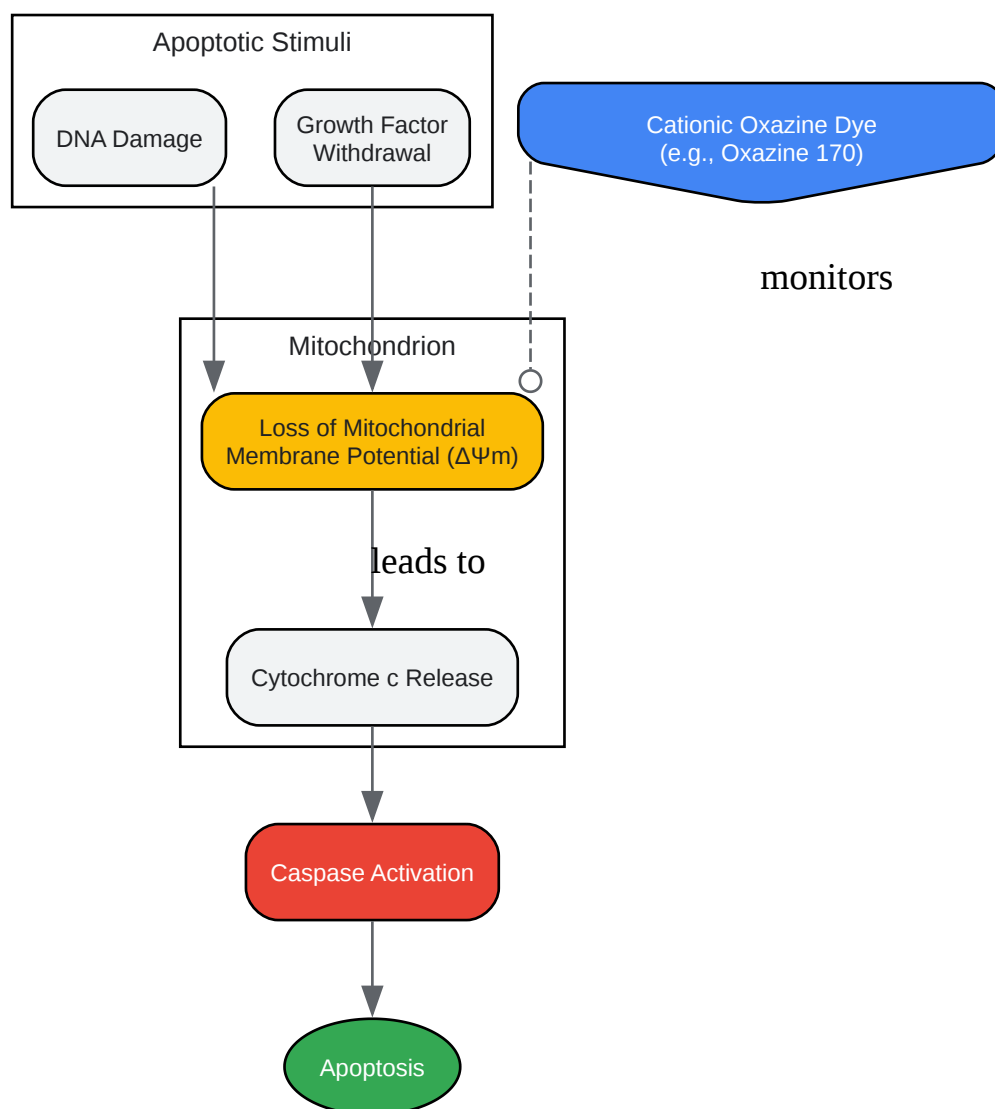 Apoptotic Stimuli
DNA Damage
Growth Factor
Withdrawal
Cationic Oxazine Dye
(e.g., Oxazine 170)
monitors
Mitochondrion
Loss of Mitochondrial
Membrane Potential (ΔΨm)
leads to
Cytochrome c Release
Caspase Activation
Apoptosis